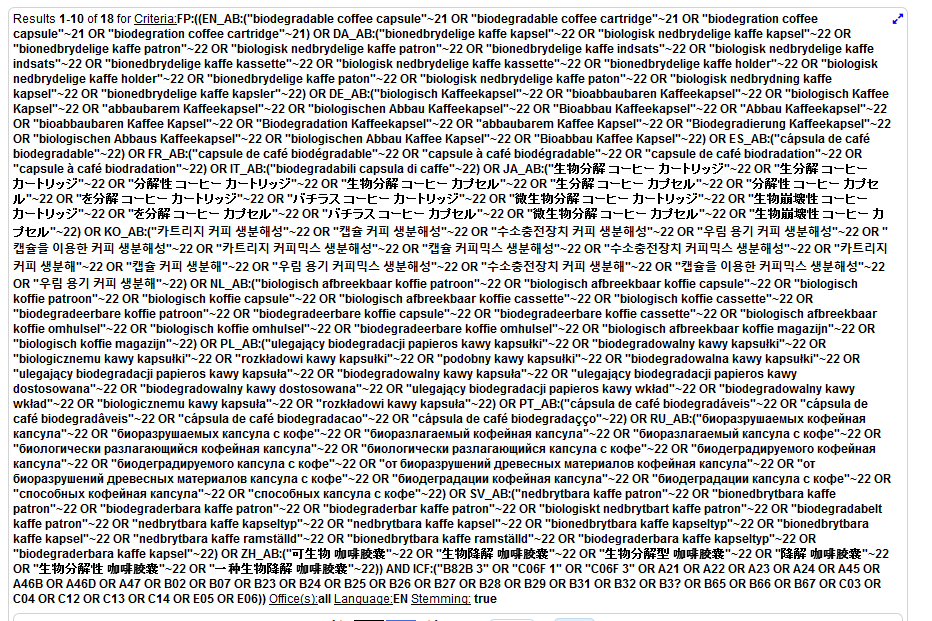 Results 1-10 of 18 for Criteria:FP:((EN_AB:("biodegradable coffee capsule"~21 OR "biodegradable coffee cartridge"~21 OR "biodegration coffee
capsule"~21 OR "biodegration coffee cartridge"~21) OR DA_AB:("bionedbrydelige kaffe kapsel"~22 OR "biologisk nedbrydelige kaffe kapsel"~22 OR
"bionedbrydelige kaffe patron"~22 OR "biologisk nedbrydelige kaffe patron"~22 OR "bionedbrydelige kaffe indsats"~22 OR "biologisk nedbrydelige kaffe
indsats"~22 OR "bionedbrydelige kaffe kassette"~22 OR "biologisk nedbrydelige kaffe kassette"~22 OR "bionedbrydelige kaffe holder"~22 OR "biologisk
nedbrydelige kaffe holder"~22 OR "bionedbrydelige kaffe paton"~22 OR "biologisk nedbrydelige kaffe paton"~22 OR "biologisk nedbrydning kaffe
kapsel"~22 OR "bionedbrydelige kaffe kapsler"~22) OR DE_AB:("biologisch Kaffeekapsel"~22 OR "bioabbaubaren Kaffeekapsel"~22 OR "biologisch Kaffee
Kapsel"~22 OR "abbaubarem Kaffeekapsel"~22 OR "biologischen Abbau Kaffeekapsel"~22 OR "Bioabbau Kaffeekapsel"~22 OR "Abbau Kaffeekapsel"~22
OR "bioabbaubaren Kaffee Kapsel"~22 OR "Biodegradation Kaffeekapsel"~22 OR "abbaubarem Kaffee Kapsel"~22 OR "Biodegradierung Kaffeekapsel"~22
OR "biologischen Abbaus Kaffeekapsel"~22 OR "biologischen Abbau Kaffee Kapsel"~22 OR "Bioabbau Kaffee Kapsel"~22) OR ES_AB:("cápsula de café
biodegradable"~22) OR FR_AB:("capsule de café biodégradable"~22 OR "capsule à café biodégradable"~22 OR "capsule de café biodradation"~22 OR
"capsule à café biodradation"~22) OR IT_AB:("biodegradabili capsula di caffe"~22) OR JA_AB:("生物分解 コーヒー カートリッジ"~22 OR "生分解 コーヒー
カートリッジ"~22 OR "分解性 コーヒー カートリッジ"~22 OR "生物分解 コーヒー カプセル"~22 OR "生分解 コーヒー カプセル"~22 OR "分解性 コーヒー カプセ
ル"~22 OR "を分解 コーヒー カートリッジ"~22 OR "バチラス コーヒー カートリッジ"~22 OR "微生物分解 コーヒー カートリッジ"~22 OR "生物崩壊性 コーヒー
カートリッジ"~22 OR "を分解 コーヒー カプセル"~22 OR "バチラス コーヒー カプセル"~22 OR "微生物分解 コーヒー カプセル"~22 OR "生物崩壊性 コーヒー カ
プセル"~22) OR KO_AB:("카트리지 커피 생분해성"~22 OR "캡슐 커피 생분해성"~22 OR "수소충전장치 커피 생분해성"~22 OR "우림 용기 커피 생분해성"~22 OR "
캡슐을 이용한 커피 생분해성"~22 OR "카트리지 커피믹스 생분해성"~22 OR "캡슐 커피믹스 생분해성"~22 OR "수소충전장치 커피믹스 생분해성"~22 OR "카트리지
커피 생분해"~22 OR "캡슐 커피 생분해"~22 OR "우림 용기 커피믹스 생분해성"~22 OR "수소충전장치 커피 생분해"~22 OR "캡슐을 이용한 커피믹스 생분해성"~22
OR "우림 용기 커피 생분해"~22) OR NL_AB:("biologisch afbreekbaar koffie patroon"~22 OR "biologisch afbreekbaar koffie capsule"~22 OR "biologisch
koffie patroon"~22 OR "biologisch koffie capsule"~22 OR "biologisch afbreekbaar koffie cassette"~22 OR "biologisch koffie cassette"~22 OR
"biodegradeerbare koffie patroon"~22 OR "biodegradeerbare koffie capsule"~22 OR "biodegradeerbare koffie cassette"~22 OR "biologisch afbreekbaar
koffie omhulsel"~22 OR "biologisch koffie omhulsel"~22 OR "biodegradeerbare koffie omhulsel"~22 OR "biologisch afbreekbaar koffie magazijn"~22 OR
"biologisch koffie magazijn"~22) OR PL_AB:("ulegający biodegradacji papieros kawy kapsułki"~22 OR "biodegradowalny kawy kapsułki"~22 OR
"biologicznemu kawy kapsułki"~22 OR "rozkładowi kawy kapsułki"~22 OR "podobny kawy kapsułki"~22 OR "biodegradowalna kawy kapsułki"~22 OR
"ulegający biodegradacji papieros kawy kapsuła"~22 OR "biodegradowalny kawy kapsuła"~22 OR "ulegający biodegradacji papieros kawy
dostosowana"~22 OR "biodegradowalny kawy dostosowana"~22 OR "ulegający biodegradacji papieros kawy wkład"~22 OR "biodegradowalny kawy
wkład"~22 OR "biologicznemu kawy kapsuła"~22 OR "rozkładowi kawy kapsuła"~22) OR PT_AB:("cápsula de café biodegradáveis"~22 OR "cápsula de
café biodegradâveis"~22 OR "cápsula de café biodegradacao"~22 OR "cápsula de café biodegradaçço"~22) OR RU_AB:("биоразрушаемых кофейная
капсула"~22 OR "биоразрушаемых капсула с кофе"~22 OR "биоразлагаемый кофейная капсула"~22 OR "биоразлагаемый капсула с кофе"~22 OR
"биологически разлагающийся кофейная капсула"~22 OR "биологически разлагающийся капсула с кофе"~22 OR "биодеградируемого кофейная
капсула"~22 OR "биодеградируемого капсула с кофе"~22 OR "от биоразрушений древесных материалов кофейная капсула"~22 OR "от
биоразрушений древесных материалов капсула с кофе"~22 OR "биодеградации кофейная капсула"~22 OR "биодеградации капсула с кофе"~22 OR
"способных кофейная капсула"~22 OR "способных капсула с кофе"~22) OR SV_AB:("nedbrytbara kaffe patron"~22 OR "bionedbrytbara kaffe
patron"~22 OR "biodegraderbara kaffe patron"~22 OR "biodegraderbar kaffe patron"~22 OR "biologiskt nedbrytbart kaffe patron"~22 OR "biodegradabelt
kaffe patron"~22 OR "nedbrytbara kaffe kapseltyp"~22 OR "nedbrytbara kaffe kapsel"~22 OR "bionedbrytbara kaffe kapseltyp"~22 OR "bionedbrytbara
kaffe kapsel"~22 OR "nedbrytbara kaffe ramställd"~22 OR "bionedbrytbara kaffe ramställd"~22 OR "biodegraderbara kaffe kapseltyp"~22 OR
"biodegraderbara kaffe kapsel"~22) OR ZH_AB:("可生物 咖啡胶囊"~22 OR "生物降解 咖啡胶囊"~22 OR "生物分解型 咖啡胶囊"~22 OR "降解 咖啡胶囊"~22
OR "生物分解性 咖啡胶囊"~22 OR "一种生物降解 咖啡胶囊"~22)) AND ICF:("B82B 3" OR "C06F 1" OR "C06F 3" OR A21 OR A22 OR A23 OR A24 OR A45 OR
A46B OR A46D OR A47 OR B02 OR B07 OR B23 OR B24 OR B25 OR B26 OR B27 OR B28 OR B29 OR B31 OR B32 OR B3? OR B65 OR B66 OR B67 OR C03 OR
C04 OR C12 OR C13 OR C14 OR E05 OR E06)) Office(s):all Language:EN Stemming: true